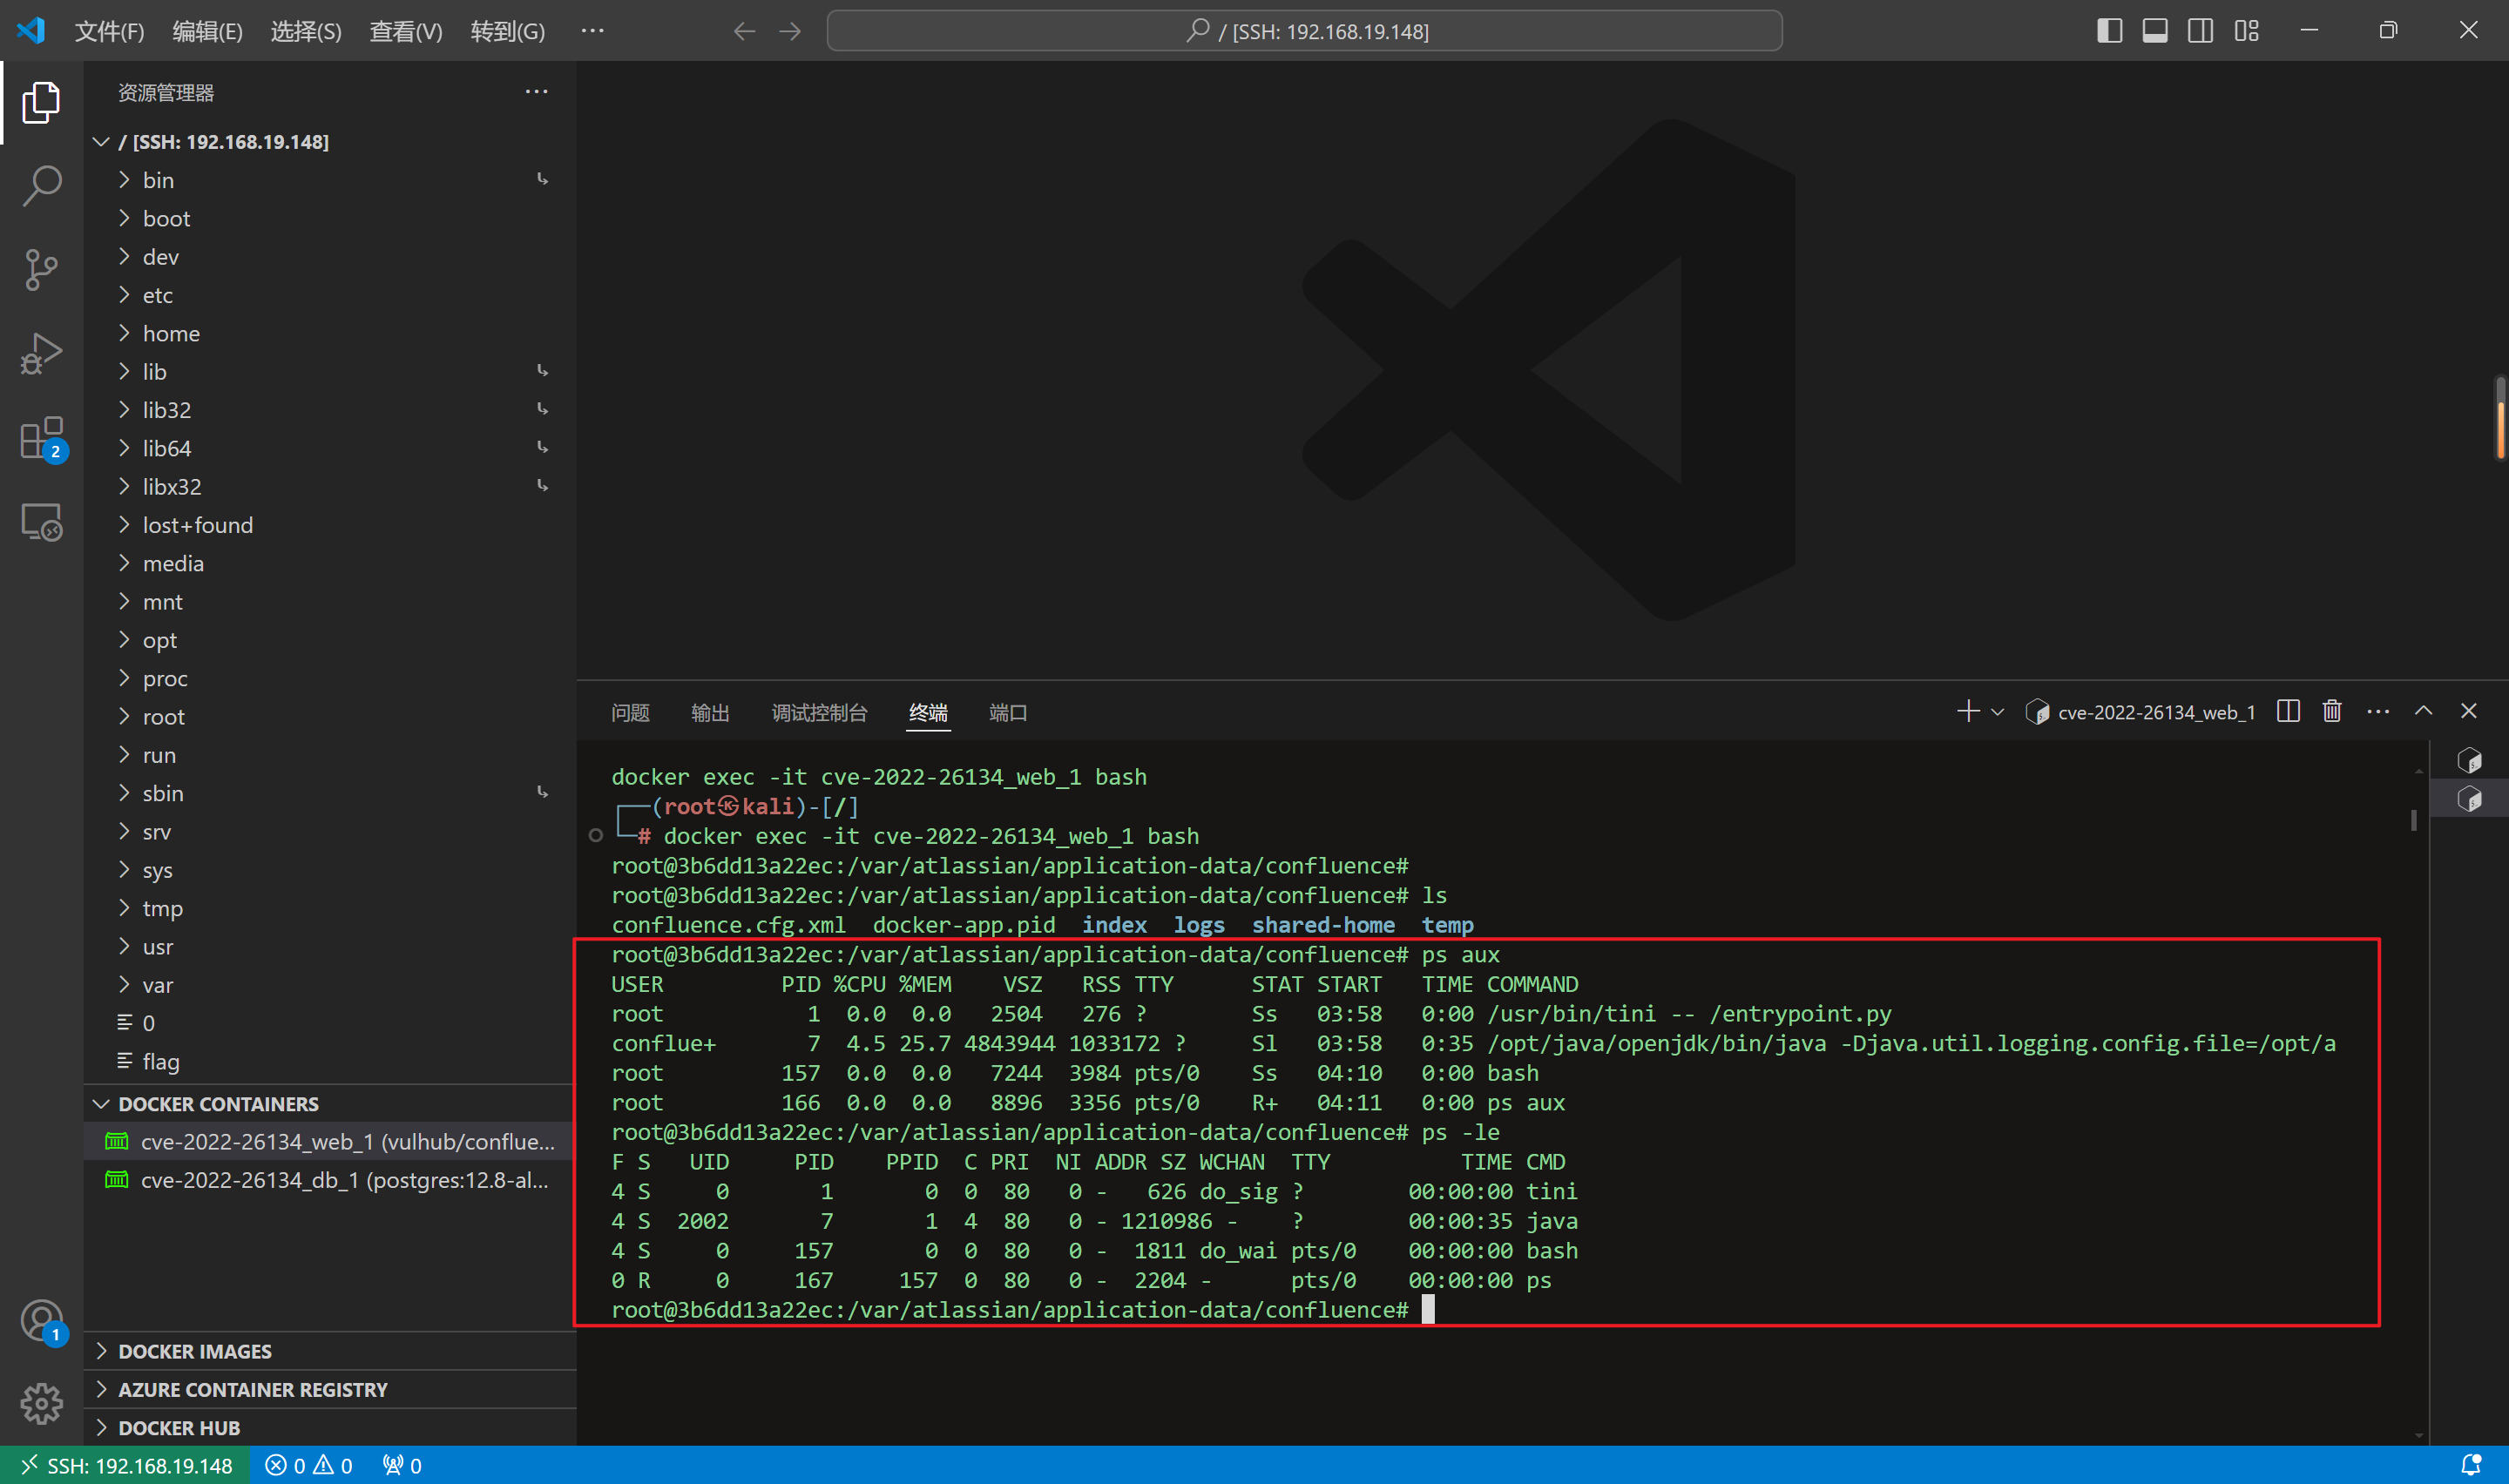 文件(F) 编辑(E) 选择(S) 查看(V) 转到(G) ···
/ [SSH: 192.168.19.148]
资源管理器
/ [SSH: 192.168.19.148]
bin
boot
dev
etc
home
lib
lib32
lib64
libx32
lost+found
media
mnt
opt
proc
root
run
sbin
srv
sys
tmp
usr
var
0
flag
DOCKER CONTAINERS
cve-2022-26134_web_1 (vulhub/conflue...
cve-2022-26134_db_1 (postgres:12.8-al...
DOCKER IMAGES
AZURE CONTAINER REGISTRY
DOCKER HUB
2
1
问题 输出 调试控制台 终端 端口
cve-2022-26134_web_1
docker exec -it cve-2022-26134_web_1 bash
┌──(root㉿kali)-[/]
└─# docker exec -it cve-2022-26134_web_1 bash
root@3b6dd13a22ec:/var/atlassian/application-data/confluence#
root@3b6dd13a22ec:/var/atlassian/application-data/confluence# ls
confluence.cfg.xml  docker-app.pid  index  logs  shared-home  temp
root@3b6dd13a22ec:/var/atlassian/application-data/confluence# ps aux
USER         PID %CPU %MEM    VSZ   RSS TTY      STAT START   TIME COMMAND
root           1  0.0  0.0   2504   276 ?        Ss   03:58   0:00 /usr/bin/tini -- /entrypoint.py
conflue+       7  4.5 25.7 4843944 1033172 ?     Sl   03:58   0:35 /opt/java/openjdk/bin/java -Djava.util.logging.config.file=/opt/a
root         157  0.0  0.0   7244  3984 pts/0    Ss   04:10   0:00 bash
root         166  0.0  0.0   8896  3356 pts/0    R+   04:11   0:00 ps aux
root@3b6dd13a22ec:/var/atlassian/application-data/confluence# ps -le
F S   UID     PID    PPID  C PRI  NI ADDR SZ WCHAN  TTY          TIME CMD
4 S     0       1       0  0  80   0 -   626 do_sig ?        00:00:00 tini
4 S  2002       7       1  4  80   0 - 1210986 -    ?        00:00:35 java
4 S     0     157       0  0  80   0 -  1811 do_wai pts/0    00:00:00 bash
0 R     0     167     157  0  80   0 -  2204 -      pts/0    00:00:00 ps
root@3b6dd13a22ec:/var/atlassian/application-data/confluence#
SSH: 192.168.19.148 0 0 0